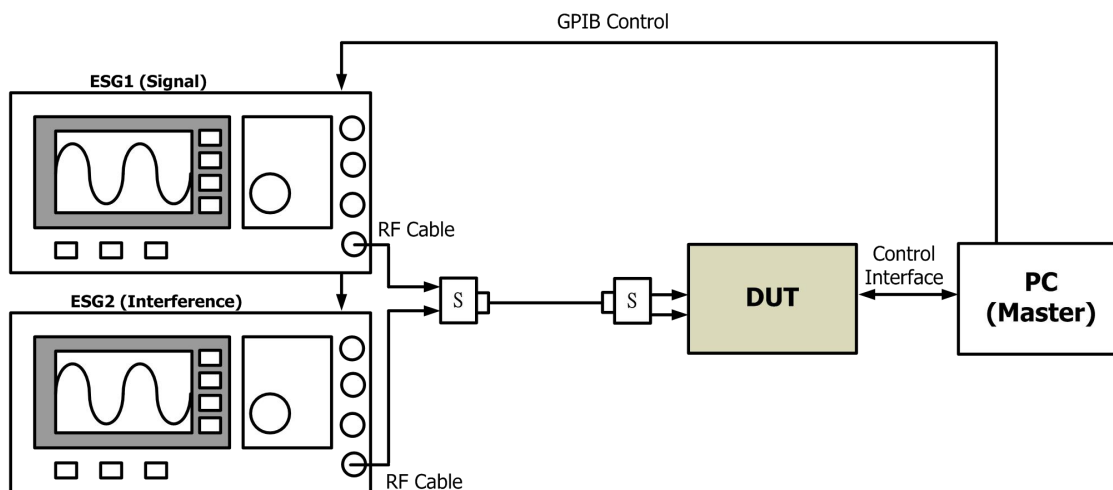 GPIB Control
ESG1 (Signal)
RF Cable
S
S
DUT
Control
Interface
PC
(Master)
ESG2 (Interference)
RF Cable